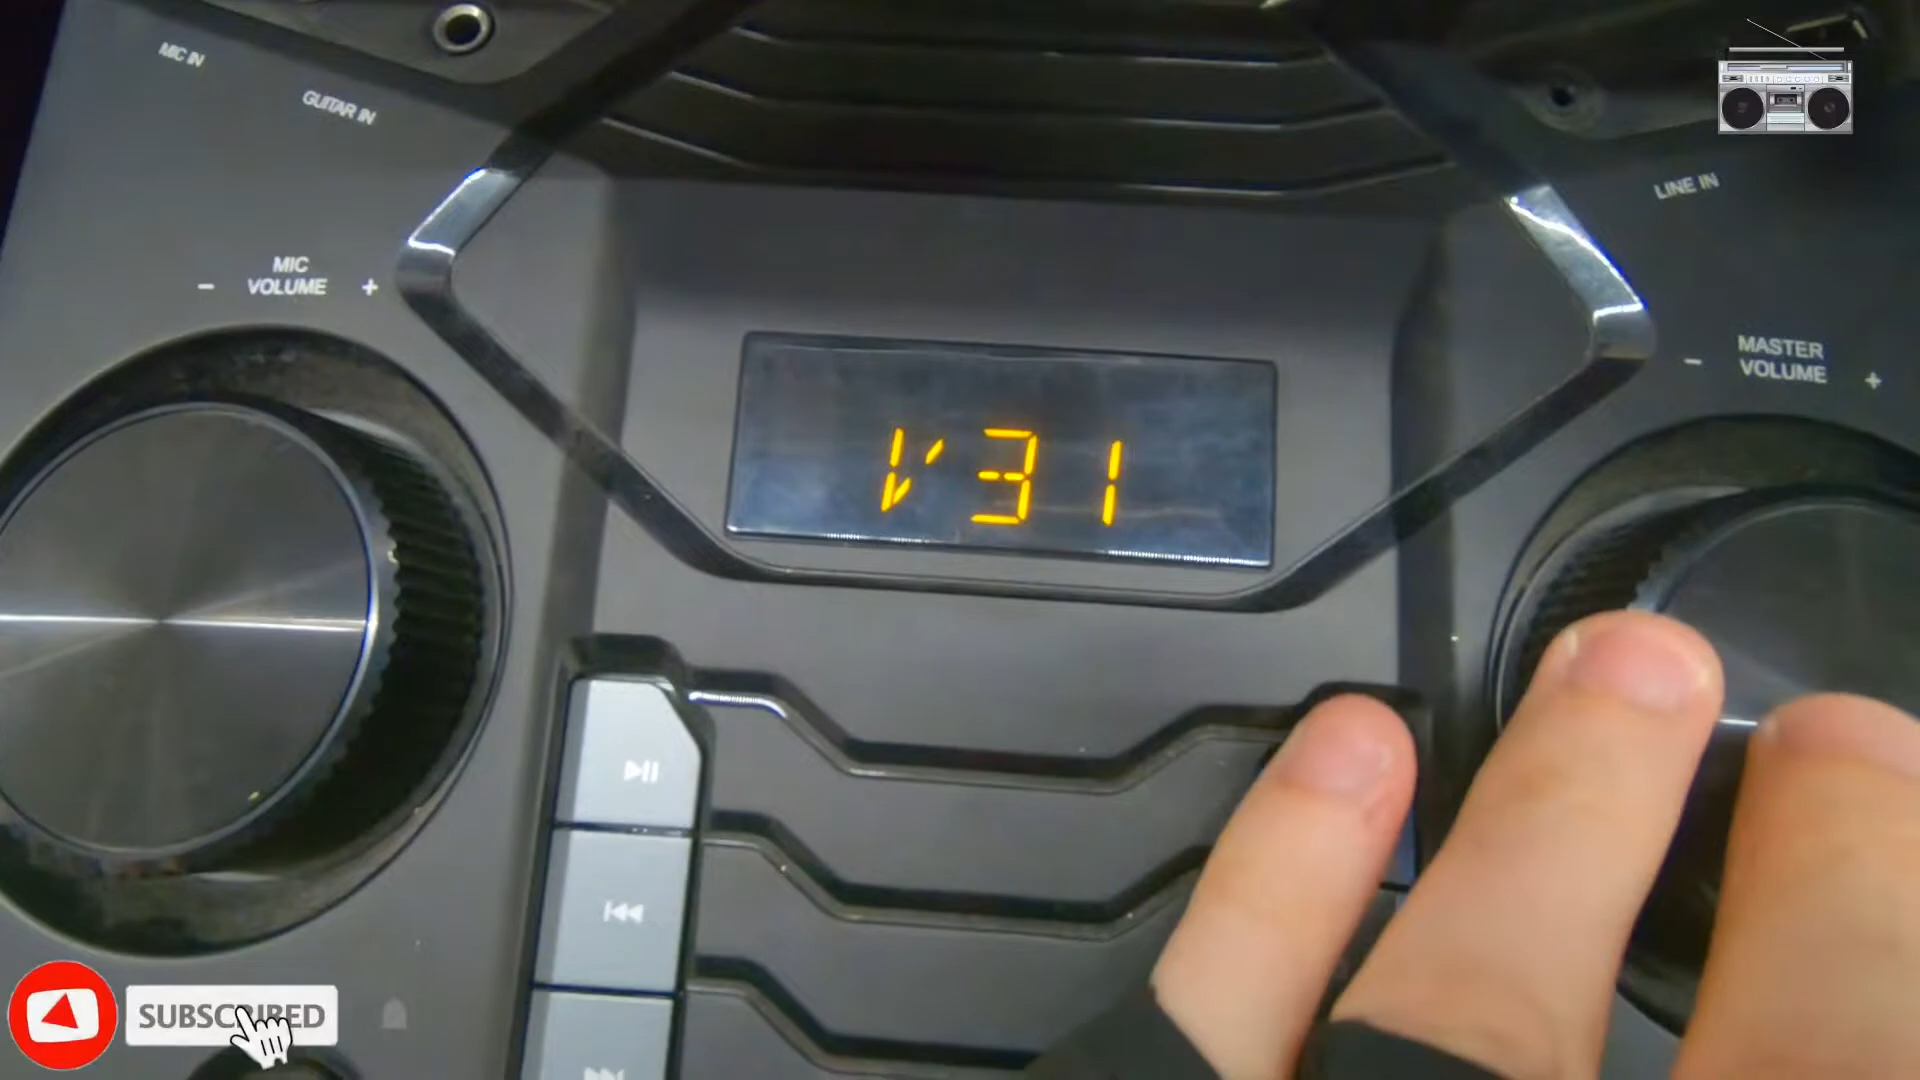 MIC IN
GUITAR IN
LINE IN
- MIC VOLUME +
- MASTER VOLUME +
V31
SUBSCRIBED